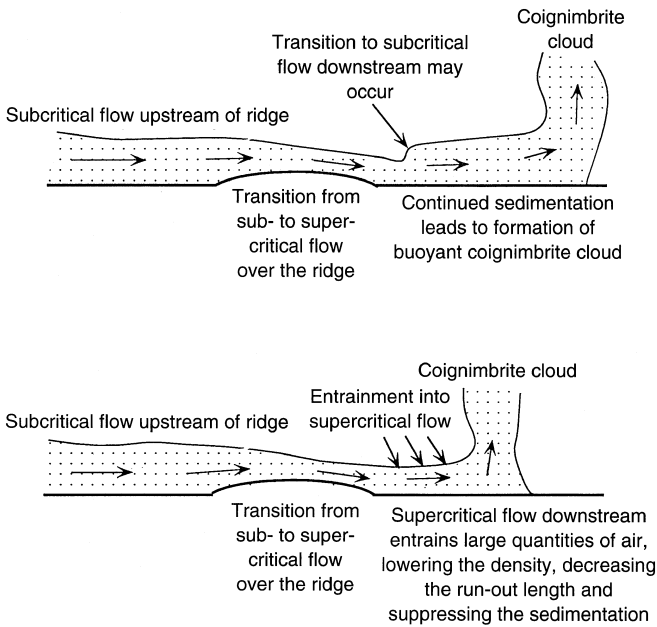 Coignimbrite
cloud
Transition to subcritical
flow downstream may
occur
Subcritical flow upstream of ridge
Transition from
sub- to super-
critical flow
over the ridge
Continued sedimentation
leads to formation of
buoyant coignimbrite cloud
Coignimbrite cloud
Entrainment into
supercritical flow
Subcritical flow upstream of ridge
Transition from
sub- to super-
critical flow
over the ridge
Supercritical flow downstream
entrains large quantities of air,
lowering the density, decreasing
the run-out length and
suppressing the sedimentation